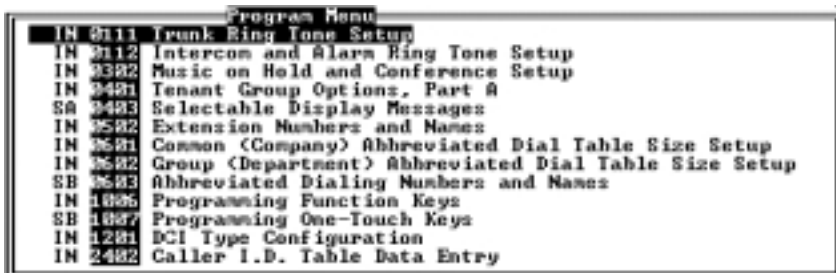 Program Menu
IN 0111 Trunk Ring Tone Setup
IN 0112 Intercom and Alarm Ring Tone Setup
IN 0302 Music on Hold and Conference Setup
IN 0401 Tenant Group Options, Part A
SA 0403 Selectable Display Messages
IN 0502 Extension Numbers and Names
IN 0601 Common (Company) Abbreviated Dial Table Size Setup
IN 0602 Group (Department) Abbreviated Dial Table Size Setup
SB 0603 Abbreviated Dialing Numbers and Names
IN 1006 Programming Function Keys
SB 1007 Programming One-Touch Keys
IN 1201 DCI Type Configuration
IN 2402 Caller I.D. Table Data Entry